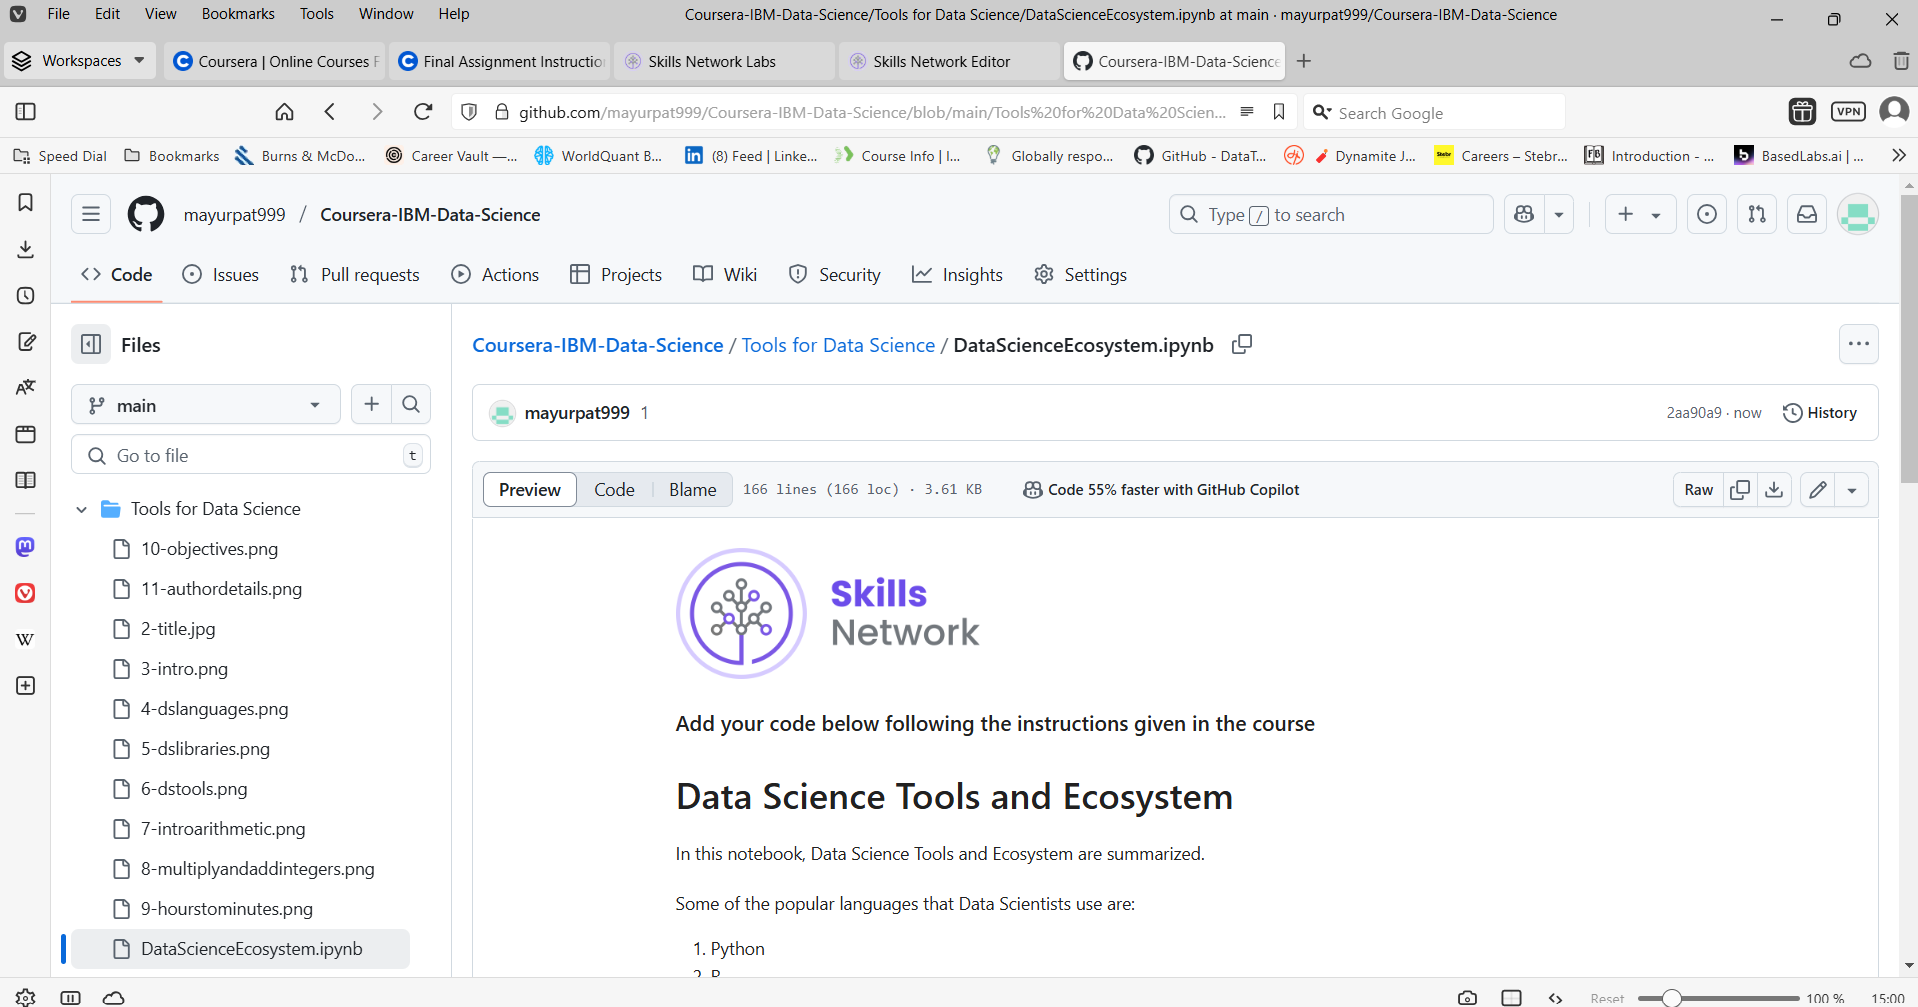 File Edit View Bookmarks Tools Window Help
Coursera-IBM-Data-Science/Tools for Data Science/DataScienceEcosystem.ipynb at main · mayurpat999/Coursera-IBM-Data-Science
Workspaces
Coursera | Online Courses F
Final Assignment Instructio
Skills Network Labs
Skills Network Editor
Coursera-IBM-Data-Science
github.com/mayurpat999/Coursera-IBM-Data-Science/blob/main/Tools%20for%20Data%20Scien...
Search Google
VPN
Speed Dial
Bookmarks
Burns & McDo...
Career Vault —...
WorldQuant B...
(8) Feed | Linke...
Course Info | I...
Globally respo...
GitHub - DataT...
Dynamite J...
Careers – Stebr...
Introduction - ...
BasedLabs.ai | ...
mayurpat999 / Coursera-IBM-Data-Science
Type / to search
Code
Issues
Pull requests
Actions
Projects
Wiki
Security
Insights
Settings
Files
main
Go to file
t
Tools for Data Science
10-objectives.png
11-authordetails.png
2-title.jpg
3-intro.png
4-dslanguages.png
5-dslibraries.png
6-dstools.png
7-introarithmetic.png
8-multiplyandaddintegers.png
9-hourstominutes.png
DataScienceEcosystem.ipynb
Coursera-IBM-Data-Science / Tools for Data Science / DataScienceEcosystem.ipynb
mayurpat999 1
2aa90a9 · now
History
Preview Code Blame
166 lines (166 loc) · 3.61 KB
Code 55% faster with GitHub Copilot
Raw
Skills
Network
Add your code below following the instructions given in the course
Data Science Tools and Ecosystem
In this notebook, Data Science Tools and Ecosystem are summarized.
Some of the popular languages that Data Scientists use are:
1. Python
2. R
W
Reset
100 %
15:00